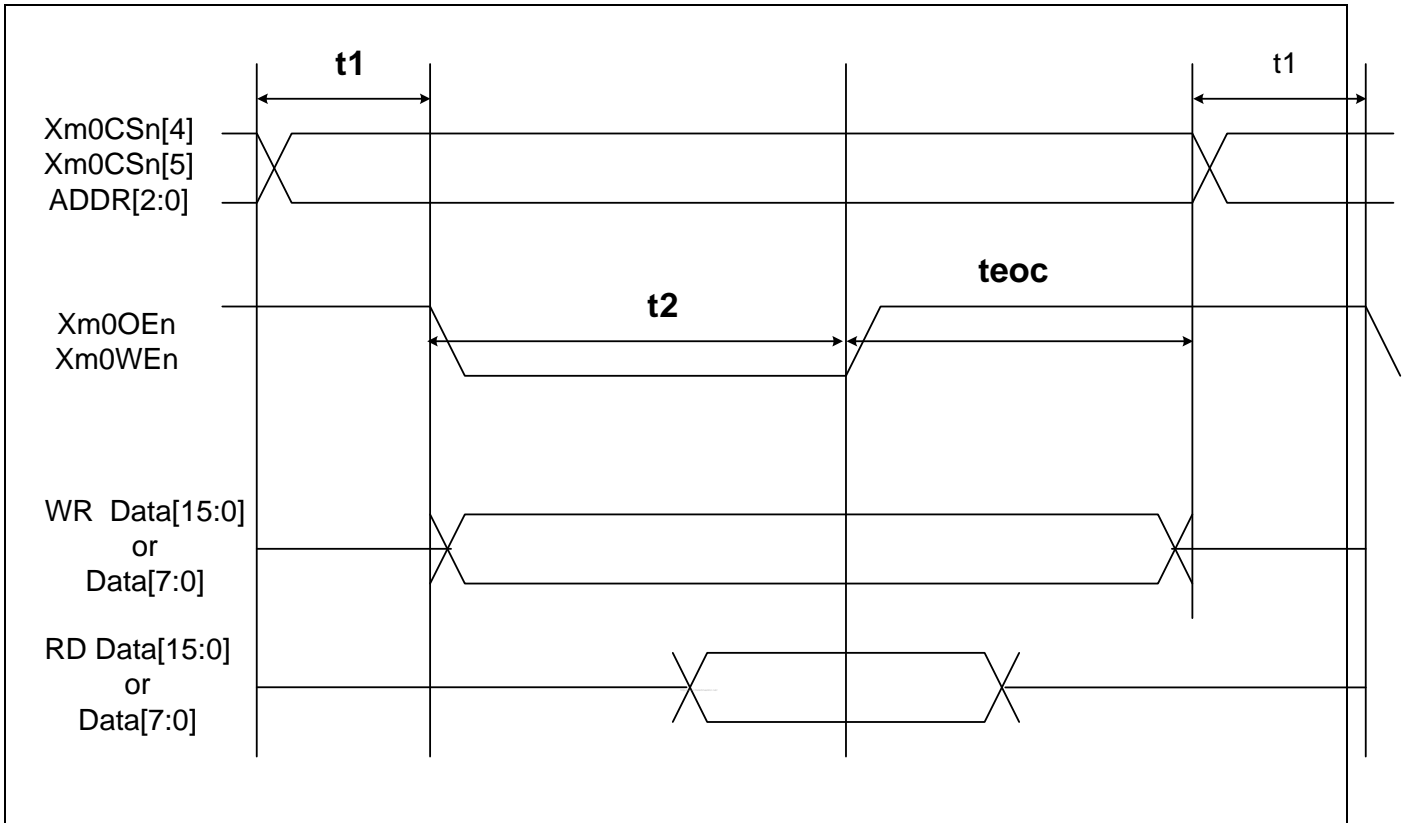 t1
t1
Xm0CSn[4]
Xm0CSn[5]
ADDR[2:0]
teoc
t2
Xm0OEn
Xm0WEn
WR Data[15:0]
or
Data[7:0]
RD Data[15:0]
or
Data[7:0]